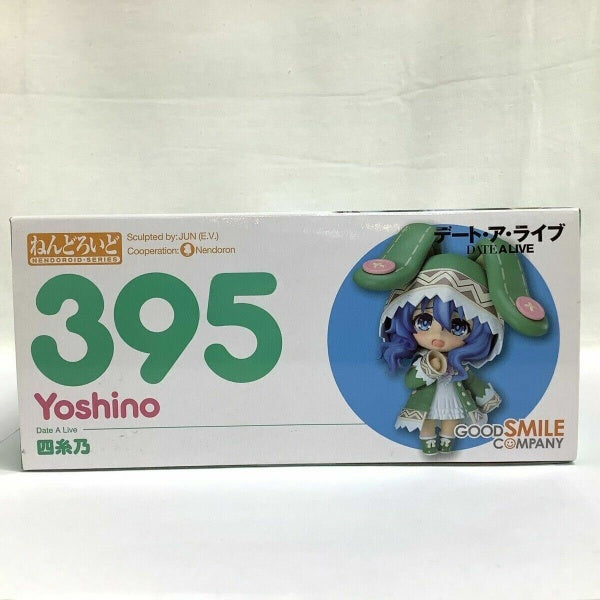 ねんどろいど
NENDOROID·SERIES
Sculpted by: JUN (E.V.)
Cooperation: Nendoron
395
Yoshino
Date A Live
四糸乃
デート・ア・ライブ
DATE A LIVE
GOOD SMILE
COMPANY